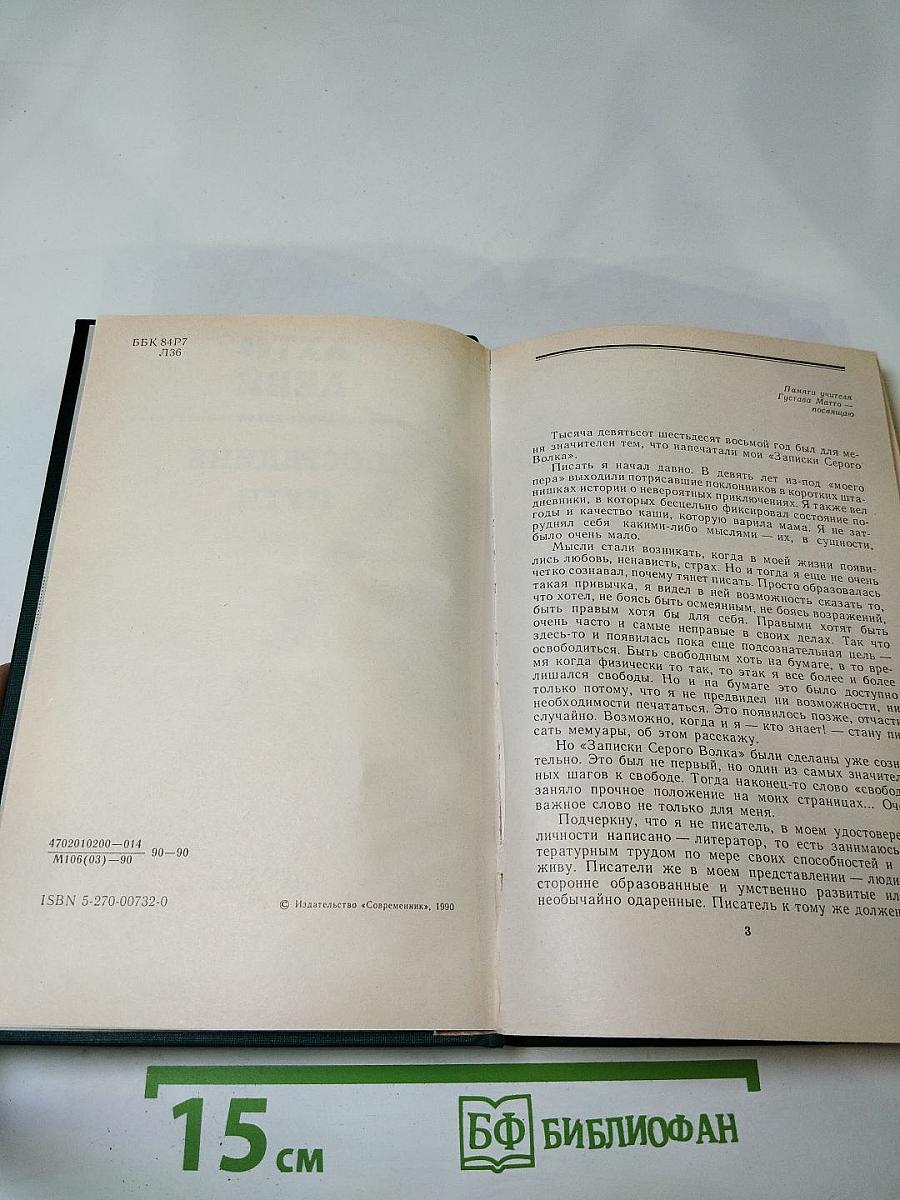 ББК 84Р7
Л36
4702010200—014
М106(03)—90
90—90
ISBN 5-270-00732-0
© Издательство «Современник», 1990
Памяти учителя
Густава Матто —
посвящаю
Тысяча девятьсот шестьдесят восьмой год был для ме-
ня значителен тем, что напечатали мои «Записки Серого
Волка».
Писать я начал давно. В девять лет из-под «моего
пера» выходили потрясавшие поклонников в коротких шта-
нишках истории о невероятных приключениях. Я также вел
дневники, в которых бесцельно фиксировал состояние по-
годы и качество каши, которую варила мама. Я не зат-
руднял себя какими-либо мыслями — их, в сущности,
было очень мало.
Мысли стали возникать, когда в моей жизни появи-
лись любовь, ненависть, страх. Но и тогда я еще не очень
четко сознавал, почему тянет писать. Просто образовалась
такая привычка, я видел в ней возможность сказать то,
что хотел, не боясь быть осмеянным, не боясь возражений,
быть правым хотя бы для себя. Правыми хотят быть
очень часто и самые неправые в своих делах. Так что
здесь-то и появилась пока еще подсознательная цель —
освободиться. Быть свободным хоть на бумаге, в то вре-
мя когда физически то так, то этак я все более и более
лишался свободы. Но и на бумаге это было доступно
только потому, что я не предвидел ни возможности, ни
необходимости печататься. Это появилось позже, отчасти
случайно. Возможно, когда и я — кто знает! — стану пи
сать мемуары, об этом расскажу.
Но «Записки Серого Волка» были сделаны уже созн
тельно. Это был не первый, но один из самых значител
ных шагов к свободе. Тогда наконец-то слово «свобод
заняло прочное положение на моих страницах... Оче
важное слово не только для меня.
Подчеркну, что я не писатель, в моем удостовере
личности написано — литератор, то есть занимаюсь
тературным трудом по мере своих способностей и
живу. Писатели же в моем представлении — люди
сторонне образованные и умственно развитые ил
необычайно одаренные. Писатель к тому же должен
3
15 см
БФ БИБЛИОФАН